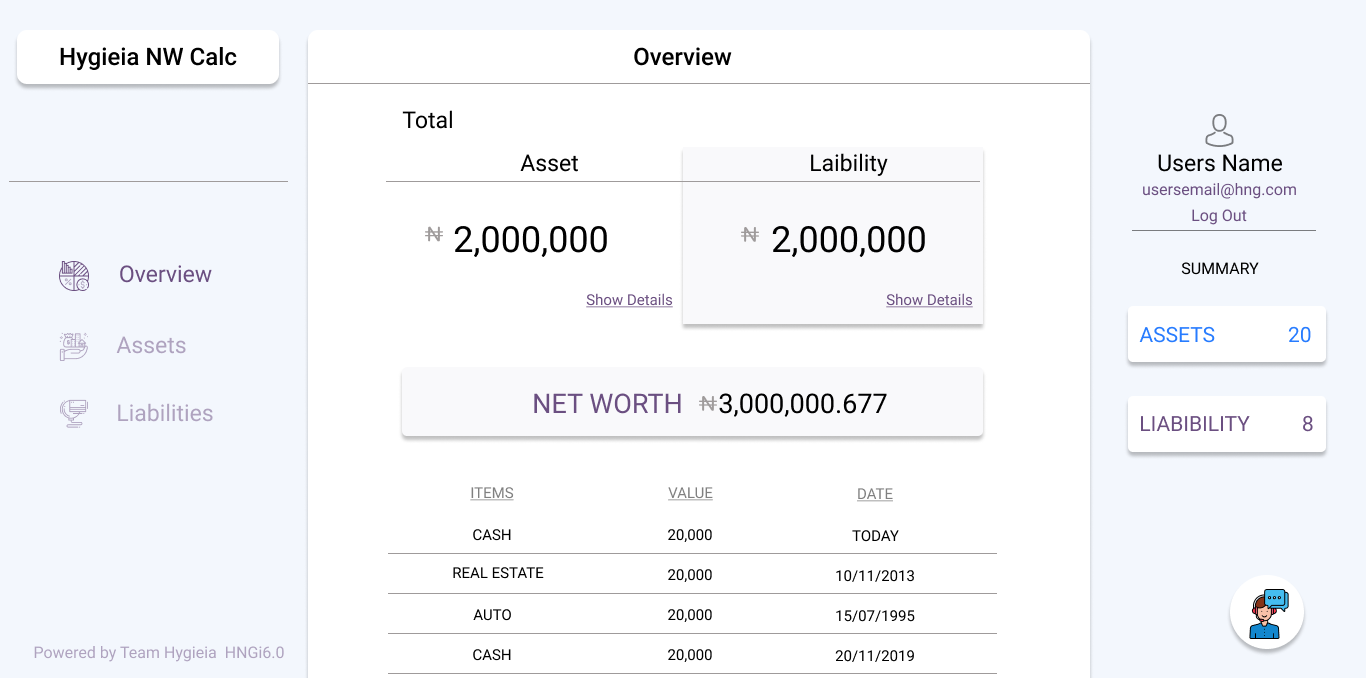 Hygieia NW Calc
Overview
Assets
Liabilities
Powered by Team Hygieia HNGi6.0
Overview
Total
Asset
Laibility
₦ 2,000,000
₦ 2,000,000
Show Details
Show Details
NET WORTH ₦3,000,000.677
ITEMS VALUE DATE
CASH 20,000 TODAY
REAL ESTATE 20,000 10/11/2013
AUTO 20,000 15/07/1995
CASH 20,000 20/11/2019
Users Name
usersemail@hng.com
Log Out
SUMMARY
ASSETS 20
LIABIBILITY 8